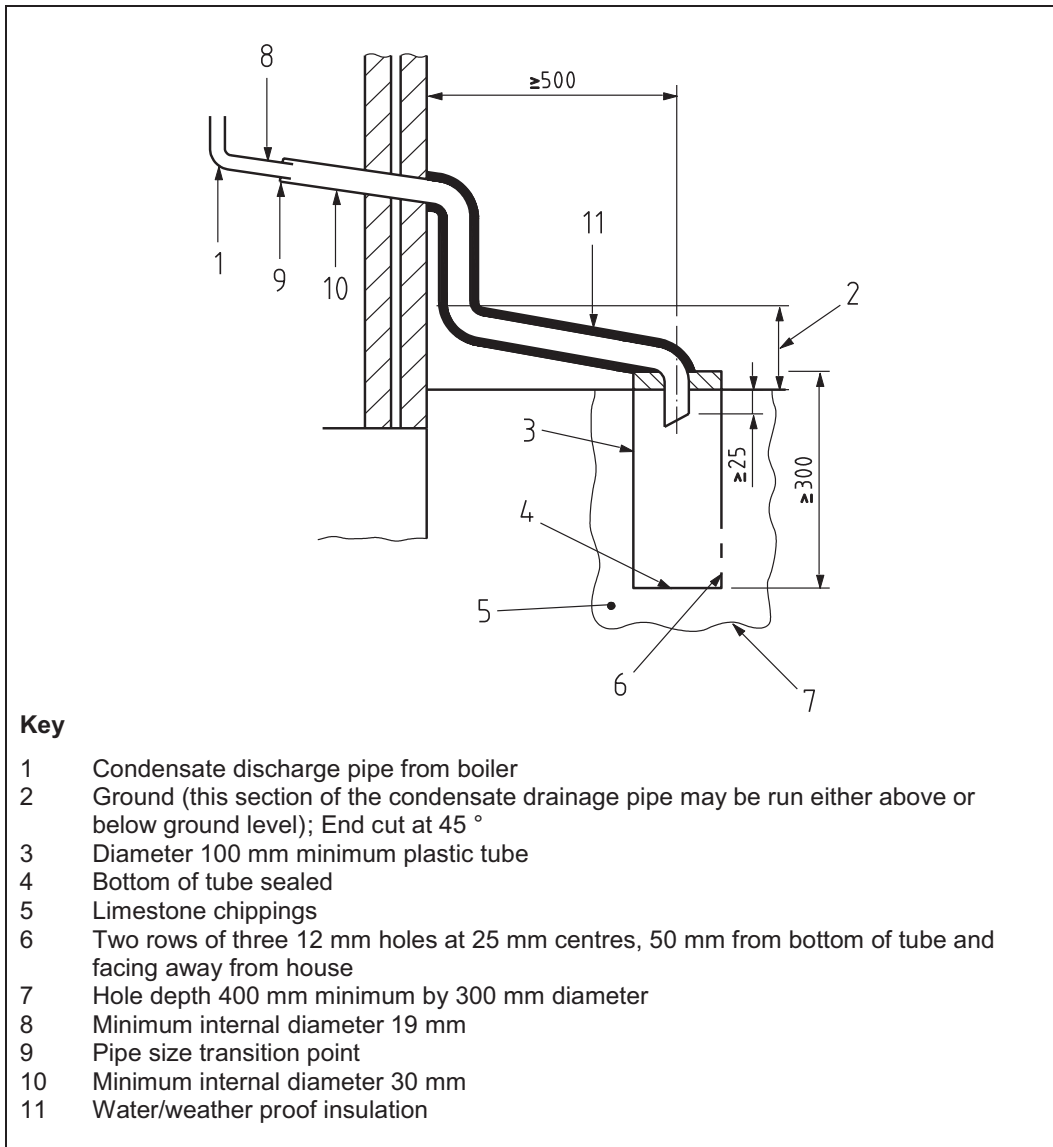 8
≥500
11
2
1
9
10
3
≥25
≥300
4
5
6
7
Key
1 Condensate discharge pipe from boiler
2 Ground (this section of the condensate drainage pipe may be run either above or
below ground level); End cut at 45 °
3 Diameter 100 mm minimum plastic tube
4 Bottom of tube sealed
5 Limestone chippings
6 Two rows of three 12 mm holes at 25 mm centres, 50 mm from bottom of tube and
facing away from house
7 Hole depth 400 mm minimum by 300 mm diameter
8 Minimum internal diameter 19 mm
9 Pipe size transition point
10 Minimum internal diameter 30 mm
11 Water/weather proof insulation